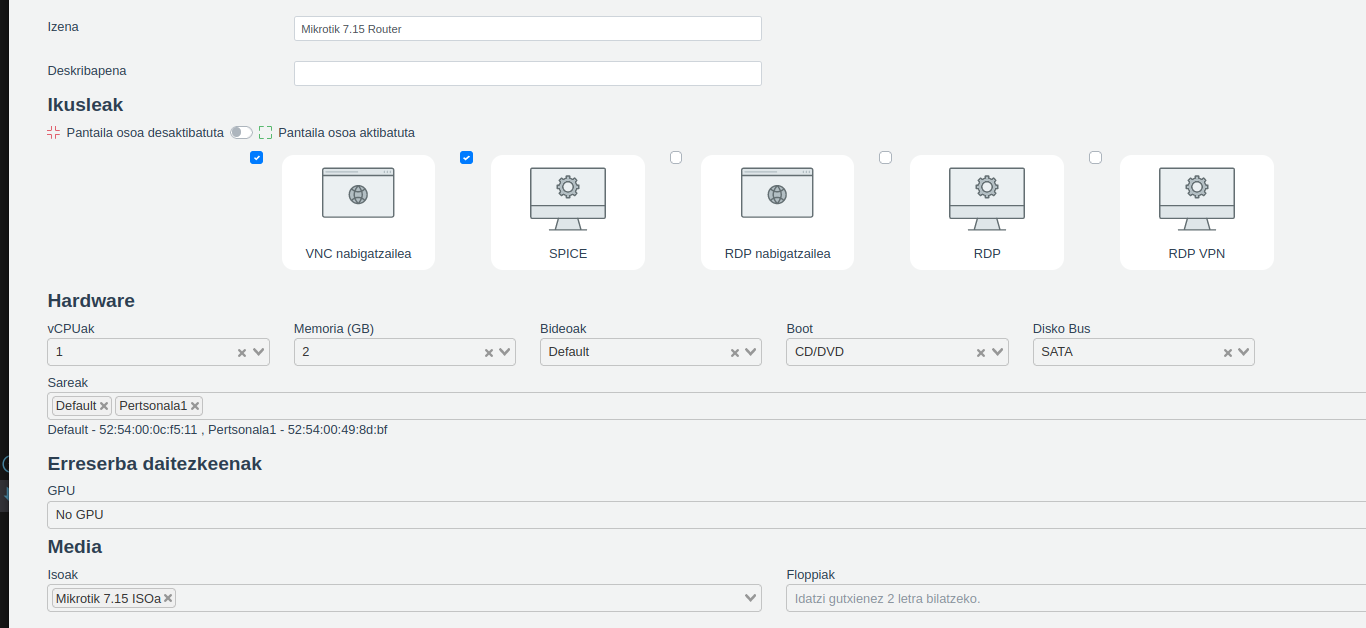 Izena
Mikrotik 7.15 Router
Deskribapena
Ikusleak
Pantaila osoa desaktibatuta Pantaila osoa aktibatuta
VNC nabigatzailea SPICE RDP nabigatzailea RDP RDP VPN
Hardware
vCPUak Memoria (GB) Bideoak Boot Disko Bus
1 2 Default CD/DVD SATA
Sareak
Default Pertsonala1
Default - 52:54:00:0c:f5:11 , Pertsonala1 - 52:54:00:49:8d:bf
Erreserba daitezkeenak
GPU
No GPU
Media
Isoak Floppiak
Mikrotik 7.15 ISOa Idatzi gutxienez 2 letra bilatzeko.